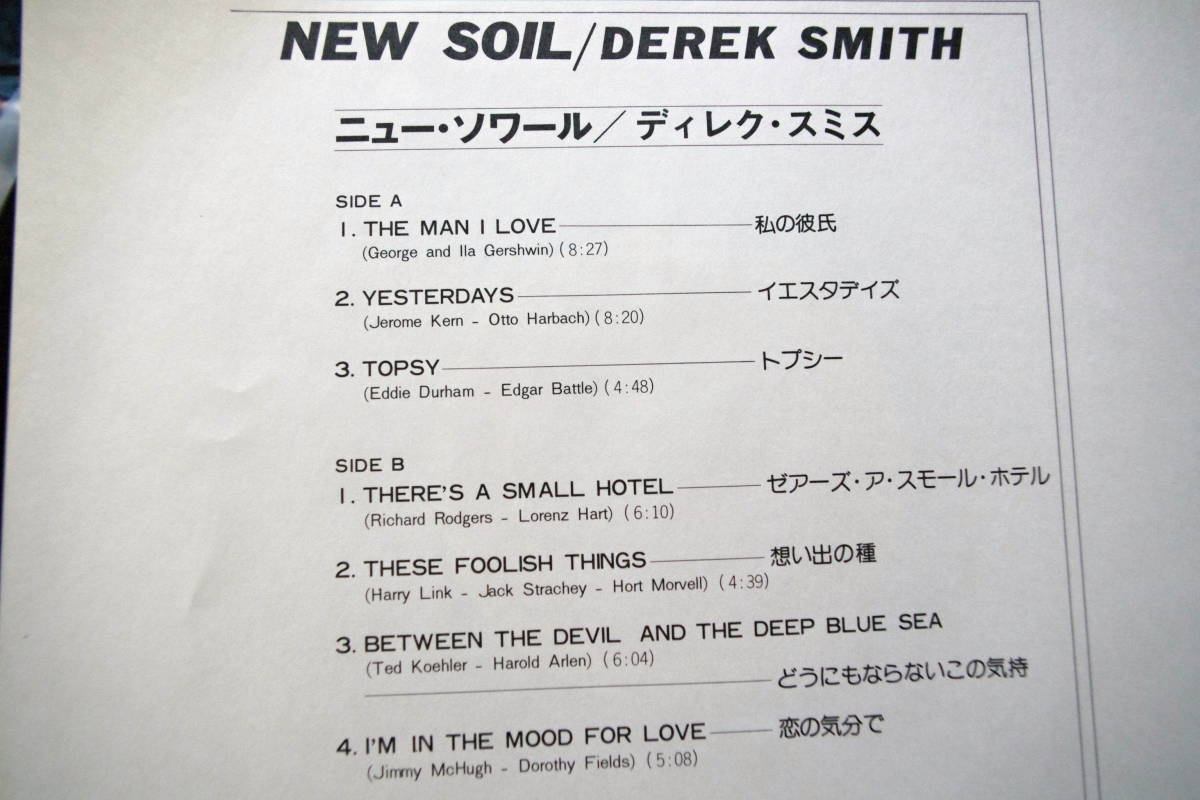 NEW SOIL/DEREK SMITH
ニュー・ソワール/ディレク・スミス
SIDE A
1. THE MAN I LOVE 私の彼氏
(George and Ila Gershwin) (8:27)
2. YESTERDAYS イエスタデイズ
(Jerome Kern - Otto Harbach) (8:20)
3. TOPSY トプシー
(Eddie Durham - Edgar Battle) (4:48)
SIDE B
1. THERE'S A SMALL HOTEL ゼアーズ・ア・スモール・ホテル
(Richard Rodgers - Lorenz Hart) (6:10)
2. THESE FOOLISH THINGS 想い出の種
(Harry Link - Jack Strachey - Hort Morvell) (4:39)
3. BETWEEN THE DEVIL AND THE DEEP BLUE SEA
(Ted Koehler - Harold Arlen) (6:04)
どうにもならないこの気持
4. I'M IN THE MOOD FOR LOVE 恋の気分で
(Jimmy McHugh - Dorothy Fields) (5:08)